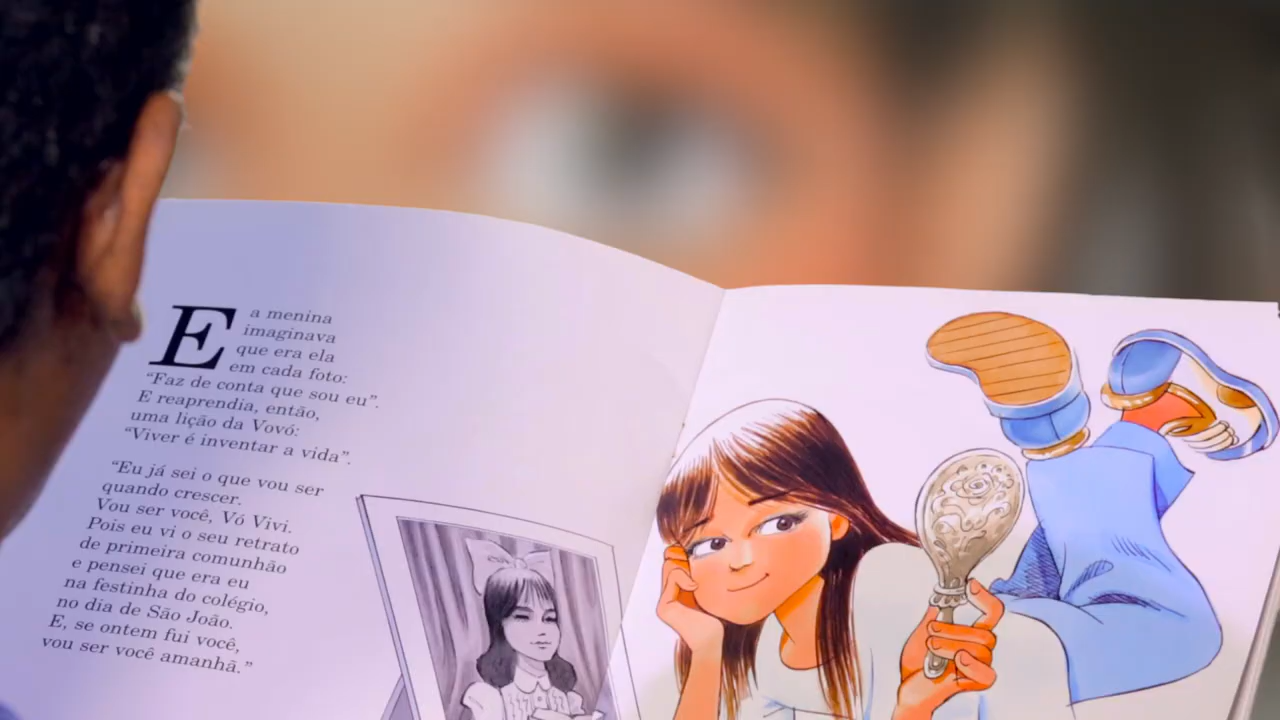 E a menina
imaginava
que era ela
em cada foto:
“Faz de conta que sou eu”.
E reaprendia, então,
uma lição da Vovó:
“Viver é inventar a vida”.
“Eu já sei o que vou ser
quando crescer.
Vou ser você, Vó Vivi.
Pois eu vi o seu retrato
de primeira comunhão
e pensei que era eu
na festinha do colégio,
no dia de São João.
E, se ontem fui você,
vou ser você amanhã.”